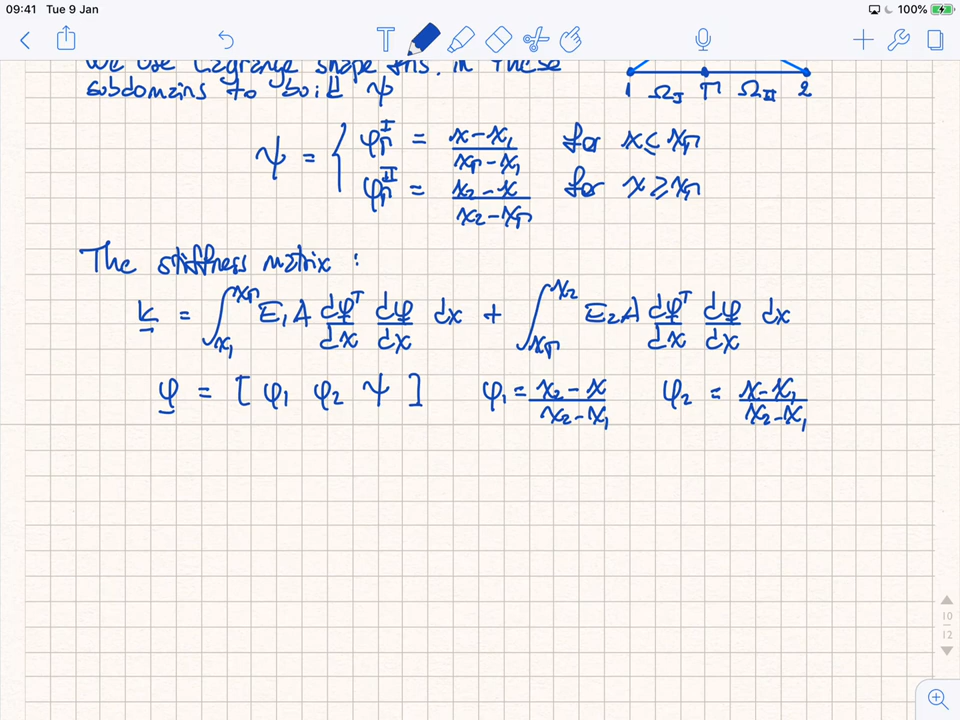 09:41 Tue 9 Jan 100%
T
We use Lagrange shape fns. in these
subdomains to build ψ
1 Ω_I Γ Ω_II 2
ψ = { φ_Γ^I = (x - x_1)/(x_Γ - x_1) for x ≤ x_Γ
φ_Γ^II = (x_2 - x)/(x_2 - x_Γ) for x ≥ x_Γ
The stiffness matrix :
k = ∫_{x_1}^{x_Γ} E_1 A dφ^T/dx dφ/dx dx + ∫_{x_Γ}^{x_2} E_2 A dφ^T/dx dφ/dx dx
φ = [ φ_1 φ_2 ψ ] φ_1 = (x_2 - x)/(x_2 - x_1) φ_2 = (x - x_1)/(x_2 - x_1)
10
12